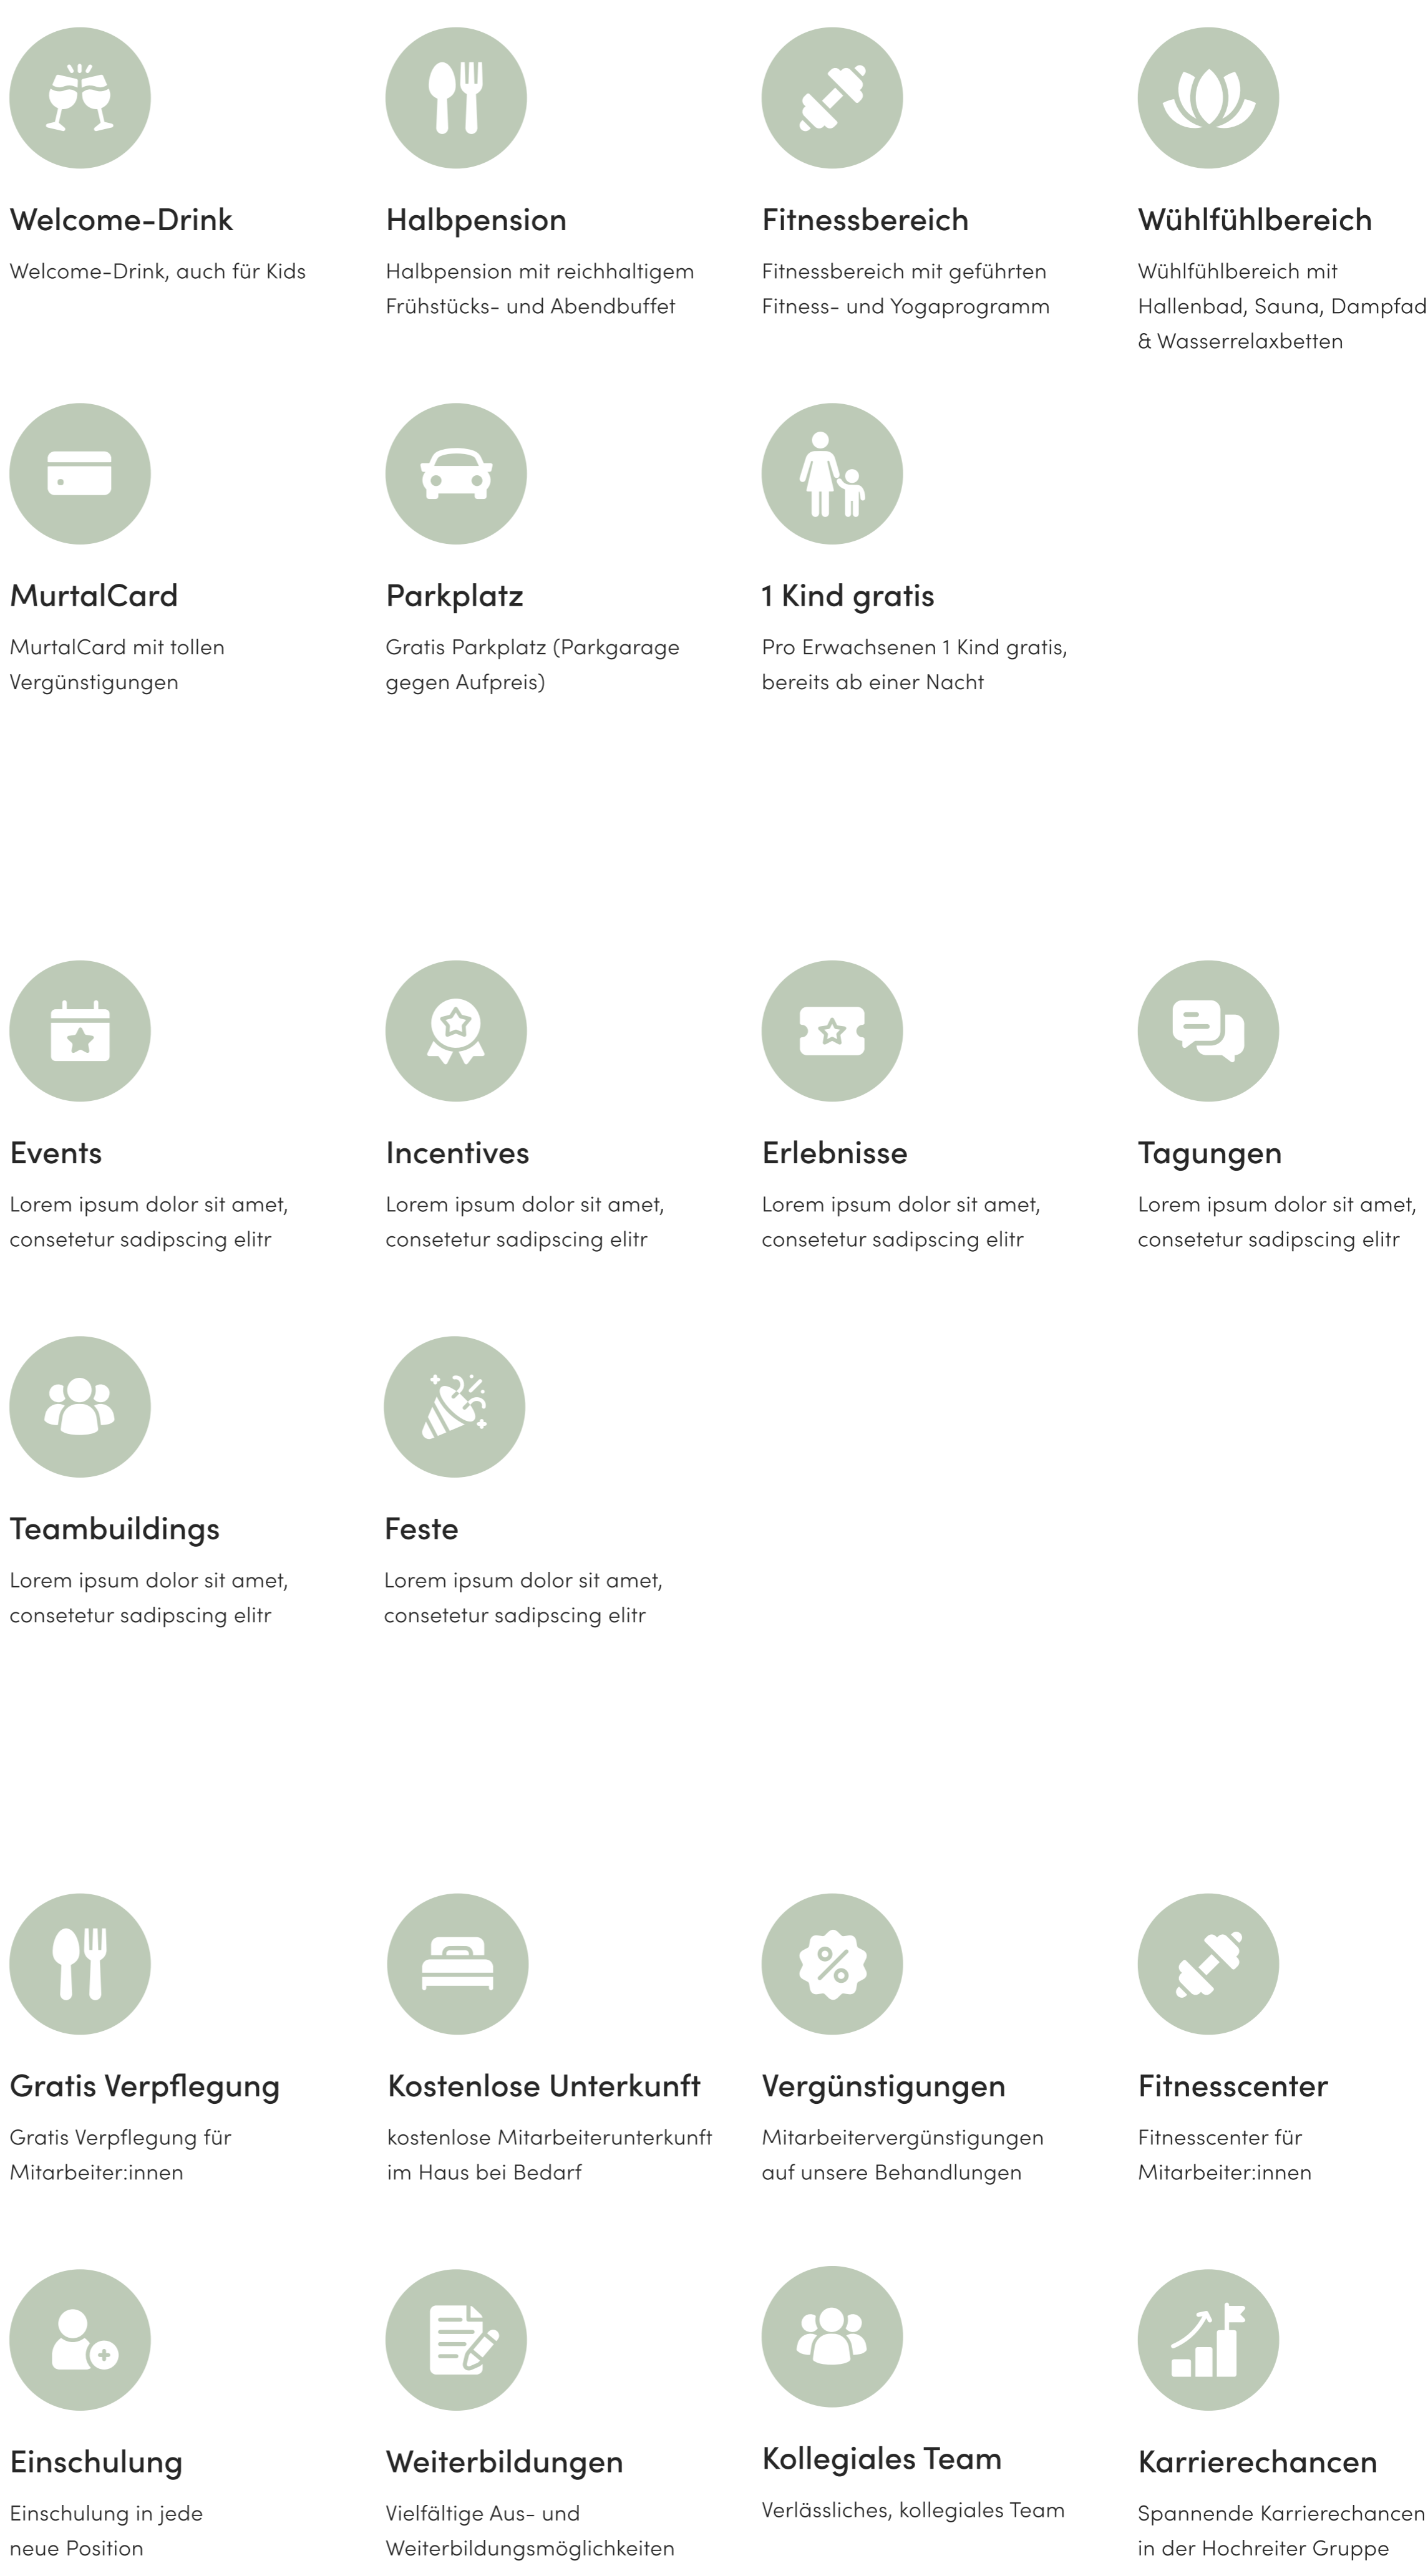 Welcome-Drink
Welcome-Drink, auch für Kids
Halbpension
Halbpension mit reichhaltigem
Frühstücks- und Abendbuffet
Fitnessbereich
Fitnessbereich mit geführten
Fitness- und Yogaprogramm
Wühlfühlbereich
Wühlfühlbereich mit
Hallenbad, Sauna, Dampfad
& Wasserrelaxbetten
MurtalCard
MurtalCard mit tollen
Vergünstigungen
Parkplatz
Gratis Parkplatz (Parkgarage
gegen Aufpreis)
1 Kind gratis
Pro Erwachsenen 1 Kind gratis,
bereits ab einer Nacht
Events
Lorem ipsum dolor sit amet,
consetetur sadipscing elitr
Incentives
Lorem ipsum dolor sit amet,
consetetur sadipscing elitr
Erlebnisse
Lorem ipsum dolor sit amet,
consetetur sadipscing elitr
Tagungen
Lorem ipsum dolor sit amet,
consetetur sadipscing elitr
Teambuildings
Lorem ipsum dolor sit amet,
consetetur sadipscing elitr
Feste
Lorem ipsum dolor sit amet,
consetetur sadipscing elitr
Gratis Verpflegung
Gratis Verpflegung für
Mitarbeiter:innen
Kostenlose Unterkunft
kostenlose Mitarbeiterunterkunft
im Haus bei Bedarf
Vergünstigungen
Mitarbeitervergünstigungen
auf unsere Behandlungen
Fitnesscenter
Fitnesscenter für
Mitarbeiter:innen
Einschulung
Einschulung in jede
neue Position
Weiterbildungen
Vielfältige Aus- und
Weiterbildungsmöglichkeiten
Kollegiales Team
Verlässliches, kollegiales Team
Karrierechancen
Spannende Karrierechancen
in der Hochreiter Gruppe